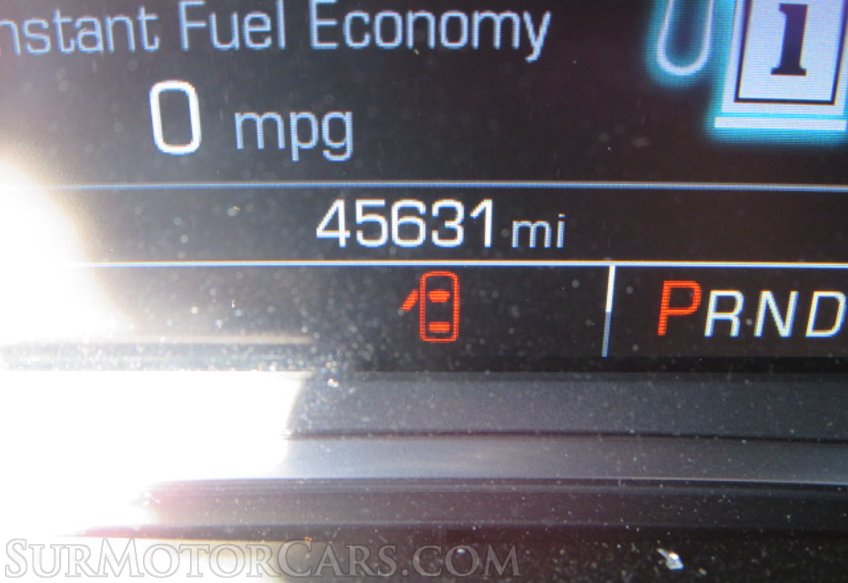 nstant Fuel Economy
i
0 mpg
45631 mi
PRND
SURMOTORCARS.COM